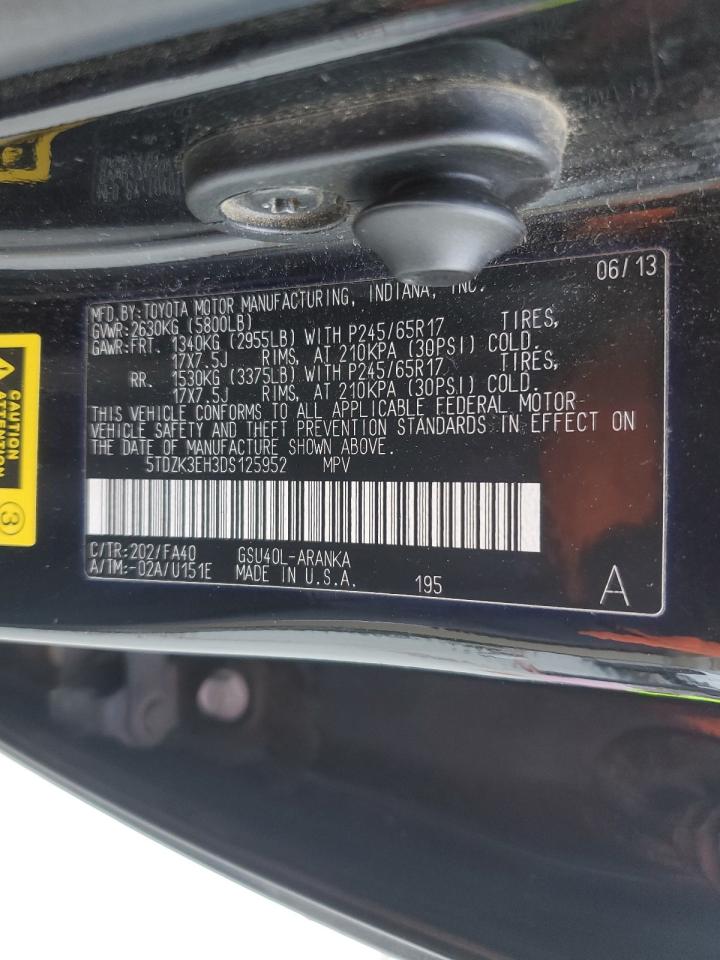 06/13
MFD.BY:TOYOTA MOTOR MANUFACTURING, INDIANA, INC.
GVWR:2630KG (5800LB)
GAWR:FRT. 1340KG (2955LB) WITH P245/65R17 TIRES,
17X7.5J RIMS, AT 210KPA (30PSI) COLD.
RR. 1530KG (3375LB) WITH P245/65R17 TIRES,
17X7.5J RIMS, AT 210KPA (30PSI) COLD.
THIS VEHICLE CONFORMS TO ALL APPLICABLE FEDERAL MOTOR
VEHICLE SAFETY AND THEFT PREVENTION STANDARDS IN EFFECT ON
THE DATE OF MANUFACTURE SHOWN ABOVE.
5TDZK3EH3DS125952 MPV
C/TR:202/FA40 GSU40L-ARANKA
A/TM:-02A/U151E MADE IN U.S.A. 195 A
CAUTION
ATTENTION
3